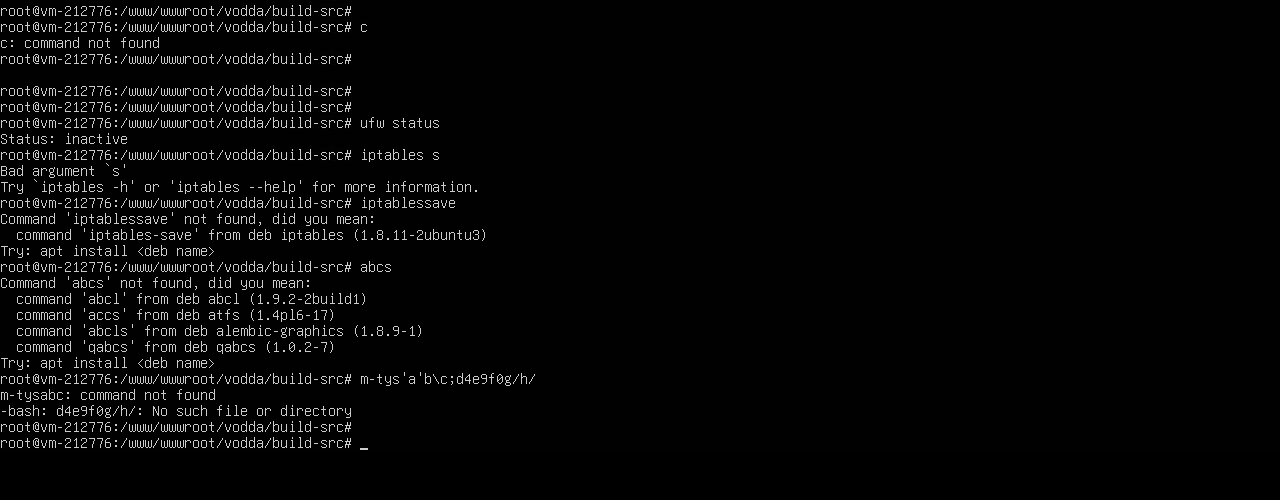 root@vm-212776:/www/wwwroot/vodda/build-src#
root@vm-212776:/www/wwwroot/vodda/build-src# c
c: command not found
root@vm-212776:/www/wwwroot/vodda/build-src#
root@vm-212776:/www/wwwroot/vodda/build-src#
root@vm-212776:/www/wwwroot/vodda/build-src#
root@vm-212776:/www/wwwroot/vodda/build-src# ufw status
Status: inactive
root@vm-212776:/www/wwwroot/vodda/build-src# iptables s
Bad argument `s'
Try `iptables -h' or 'iptables --help' for more information.
root@vm-212776:/www/wwwroot/vodda/build-src# iptablessave
Command 'iptablessave' not found, did you mean:
  command 'iptables-save' from deb iptables (1.8.11-2ubuntu3)
Try: apt install <deb name>
root@vm-212776:/www/wwwroot/vodda/build-src# abcs
Command 'abcs' not found, did you mean:
  command 'abcl' from deb abcl (1.9.2-2build1)
  command 'accs' from deb atfs (1.4pl6-17)
  command 'abcls' from deb alembic-graphics (1.8.9-1)
  command 'qabcs' from deb qabcs (1.0.2-7)
Try: apt install <deb name>
root@vm-212776:/www/wwwroot/vodda/build-src# m-tys'a'b\c;d4e9f0g/h/
m-tysabc: command not found
-bash: d4e9f0g/h/: No such file or directory
root@vm-212776:/www/wwwroot/vodda/build-src#
root@vm-212776:/www/wwwroot/vodda/build-src# _